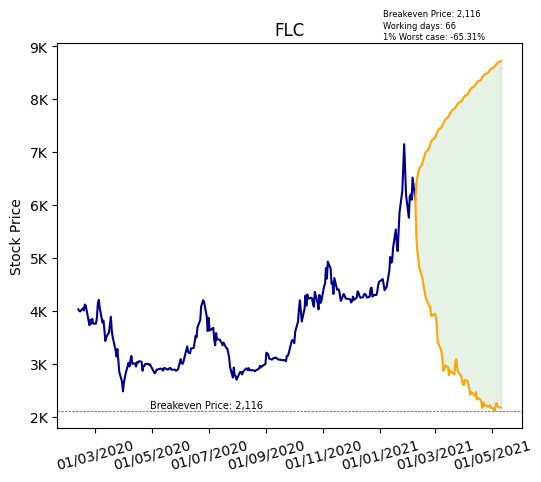 Breakeven Price: 2,116
Working days: 66
1% Worst case: -65.31%
FLC
9K
8K
7K
6K
5K
4K
3K
2K
Stock Price
Breakeven Price: 2,116
01/03/2020
01/05/2020
01/07/2020
01/09/2020
01/11/2020
01/01/2021
01/03/2021
01/05/2021